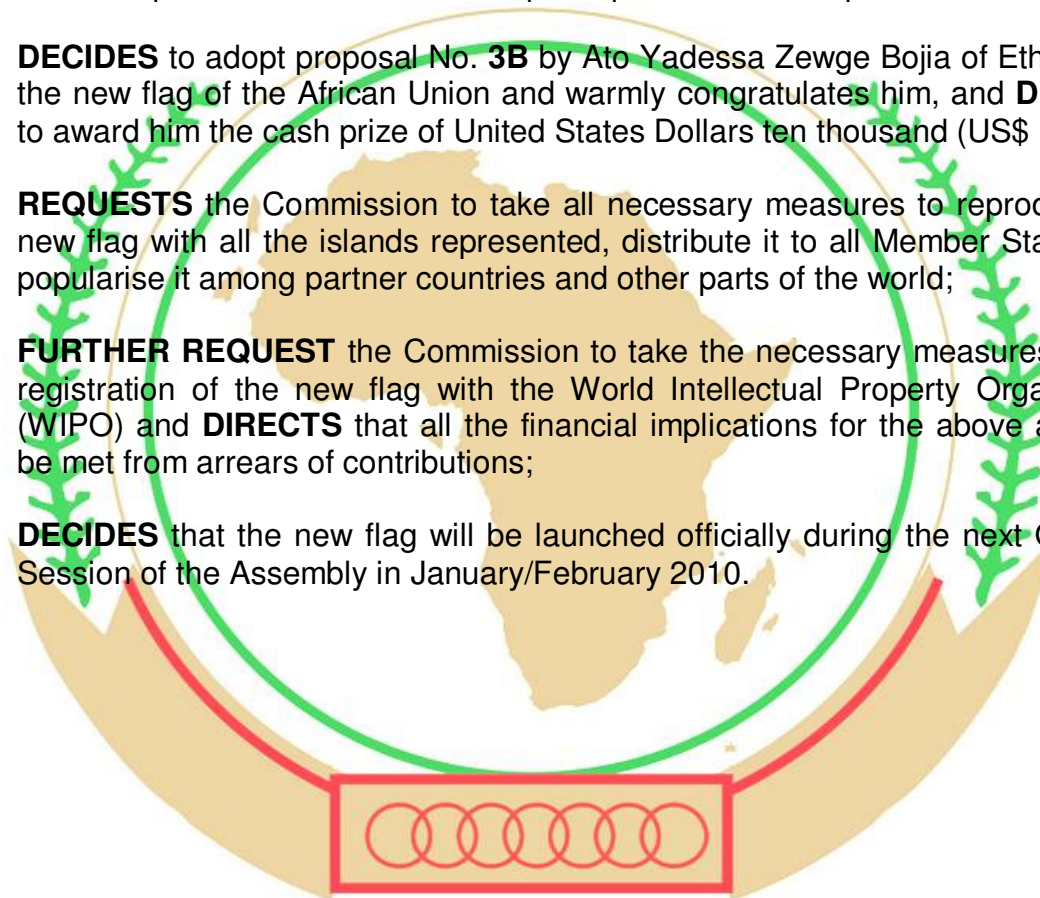 DECIDES to adopt proposal No. 3B by Ato Yadessa Zewge Bojia of Eth
the new flag of the African Union and warmly congratulates him, and D
to award him the cash prize of United States Dollars ten thousand (US$
REQUESTS the Commission to take all necessary measures to reproc
new flag with all the islands represented, distribute it to all Member Sta
popularise it among partner countries and other parts of the world;
FURTHER REQUEST the Commission to take the necessary measures
registration of the new flag with the World Intellectual Property Orga
(WIPO) and DIRECTS that all the financial implications for the above a
be met from arrears of contributions;
DECIDES that the new flag will be launched officially during the next
Session of the Assembly in January/February 2010.